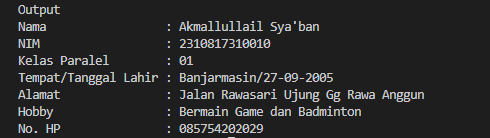 Output
Nama : Akmallullail Sya'ban
NIM : 2310817310010
Kelas Paralel : 01
Tempat/Tanggal Lahir : Banjarmasin/27-09-2005
Alamat : Jalan Rawasari Ujung Gg Rawa Anggun
Hobby : Bermain Game dan Badminton
No. HP : 085754202029